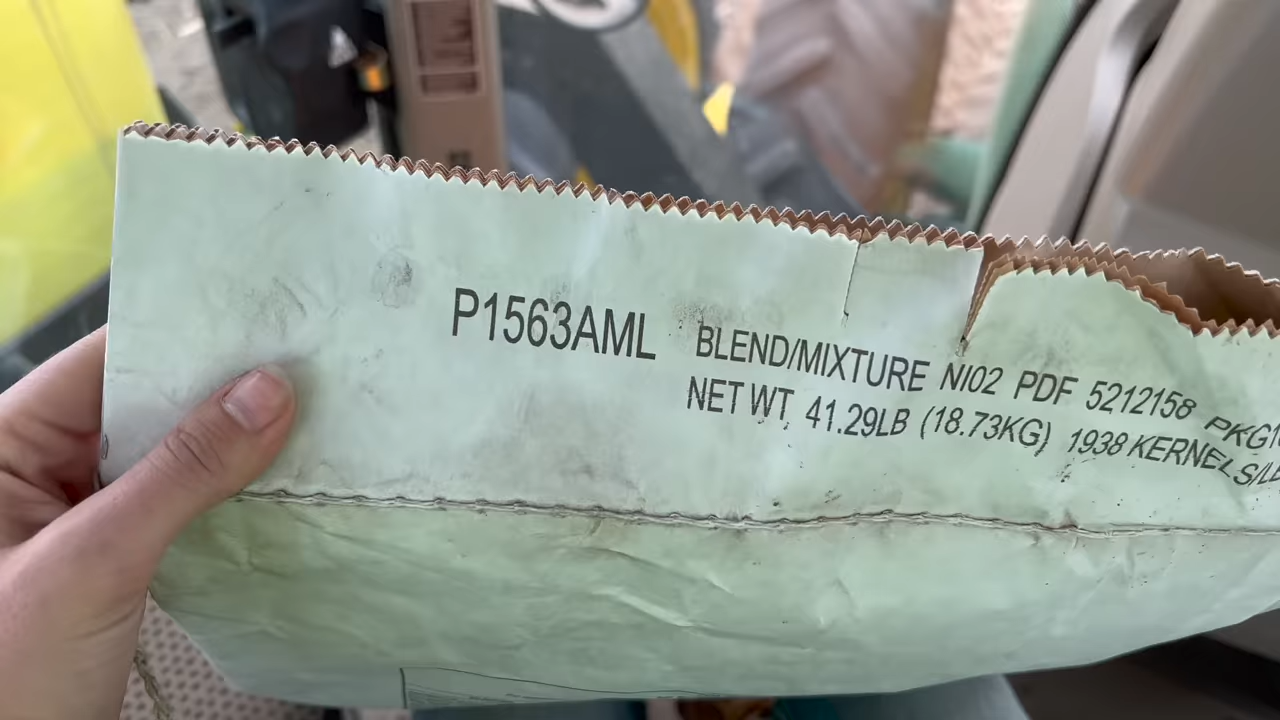 P1563AML BLEND/MIXTURE NI02 PDF 5212158
NET WT. 41.29LB (18.73KG) 1938 KERNELS/LB